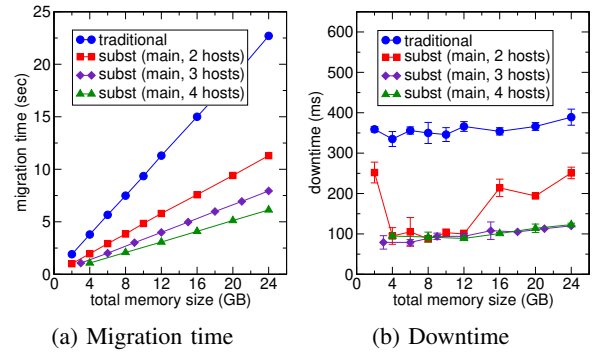 25
20
15
10
5
0
0 4 8 12 16 20 24
migration time (sec)
total memory size (GB)
traditional
subst (main, 2 hosts)
subst (main, 3 hosts)
subst (main, 4 hosts)
(a) Migration time
600
500
400
300
200
100
0
0 4 8 12 16 20 24
downtime (ms)
total memory size (GB)
traditional
subst (main, 2 hosts)
subst (main, 3 hosts)
subst (main, 4 hosts)
(b) Downtime